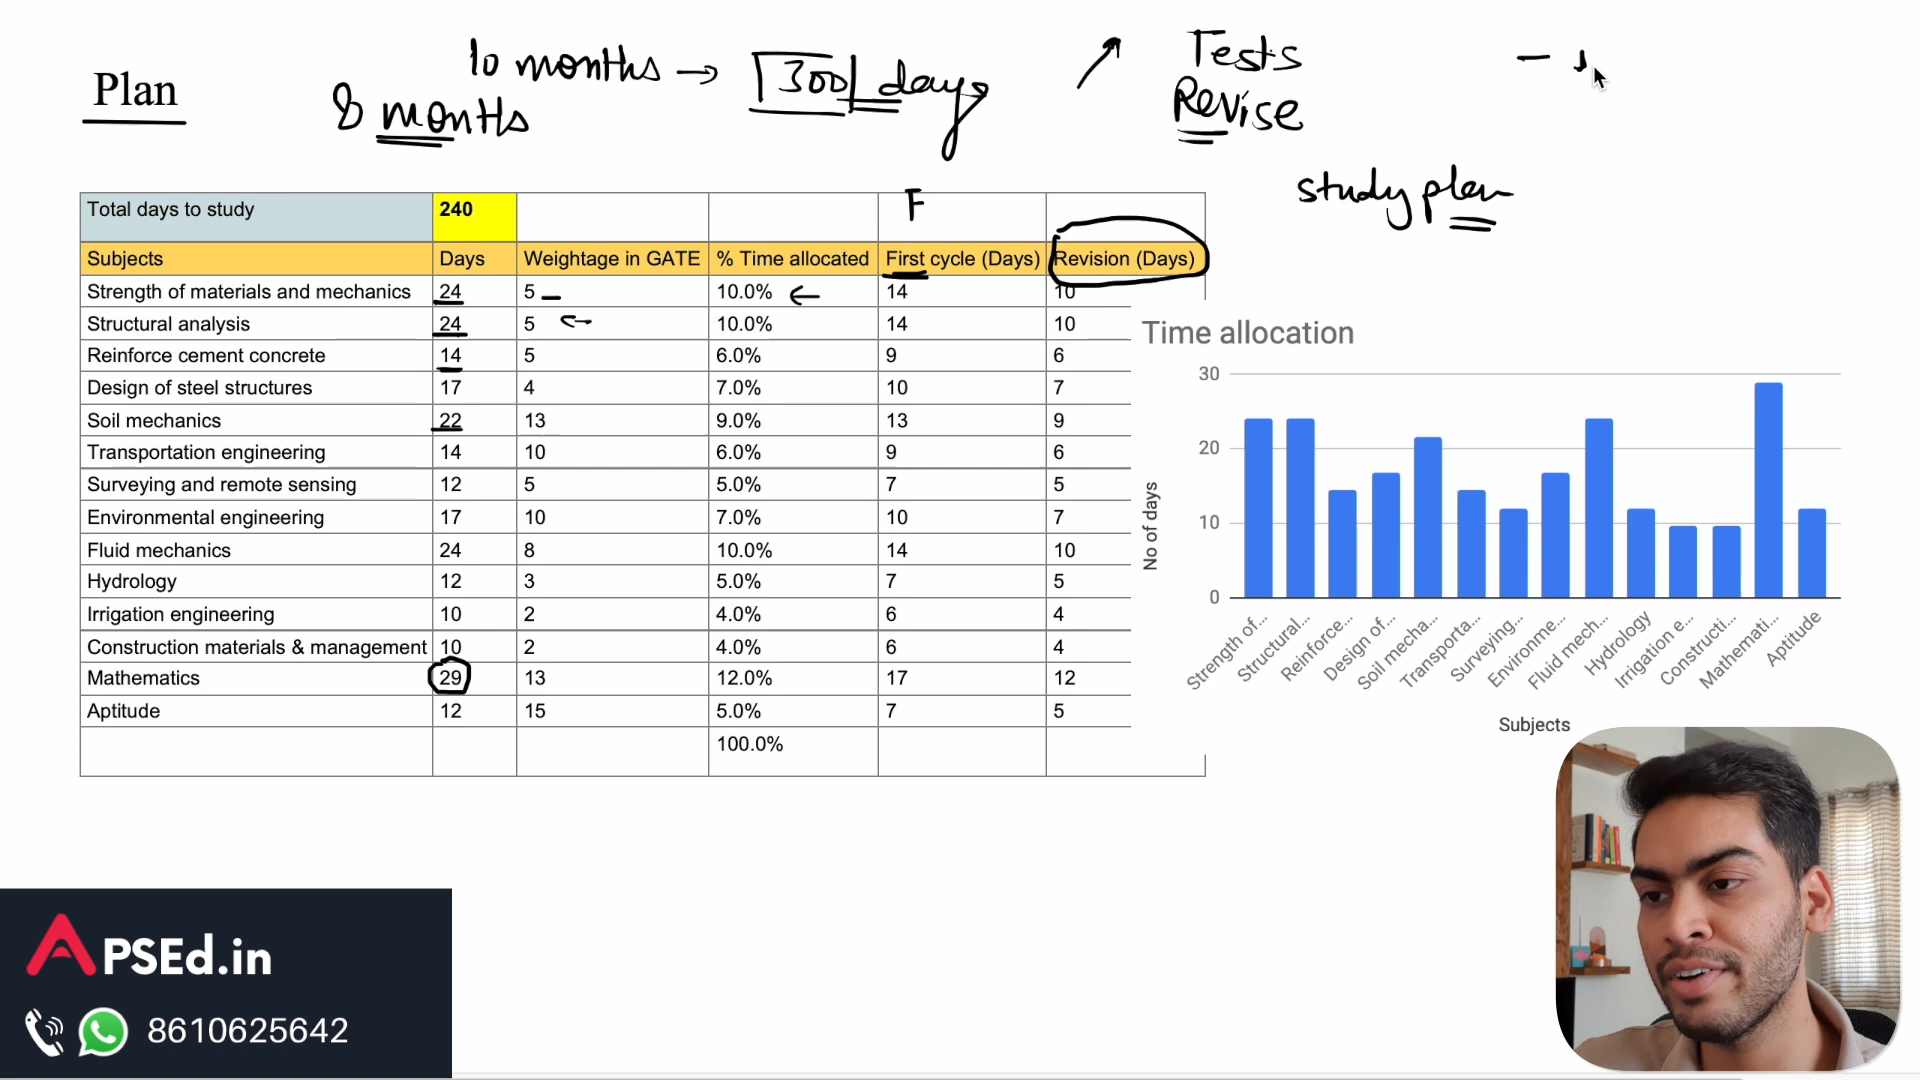 Plan
10 months → 300 days
8 months
Tests
Revise
study plan
F
Total days to study 240
Subjects Days Weightage in GATE % Time allocated First cycle (Days) Revision (Days)
Strength of materials and mechanics 24 5 10.0% 14 10
Structural analysis 24 5 10.0% 14 10
Reinforce cement concrete 14 5 6.0% 9 6
Design of steel structures 17 4 7.0% 10 7
Soil mechanics 22 13 9.0% 13 9
Transportation engineering 14 10 6.0% 9 6
Surveying and remote sensing 12 5 5.0% 7 5
Environmental engineering 17 10 7.0% 10 7
Fluid mechanics 24 8 10.0% 14 10
Hydrology 12 3 5.0% 7 5
Irrigation engineering 10 2 4.0% 6 4
Construction materials & management 10 2 4.0% 6 4
Mathematics 29 13 12.0% 17 12
Aptitude 12 15 5.0% 7 5
100.0%
Time allocation
30
20
10
0
No of days
Strength of... Structural... Reinforce... Design of... Soil mecha... Transporta... Surveying... Environme... Fluid mech... Hydrology Irrigation e... Constructi... Mathemati... Aptitude
Subjects
APSEd.in
8610625642